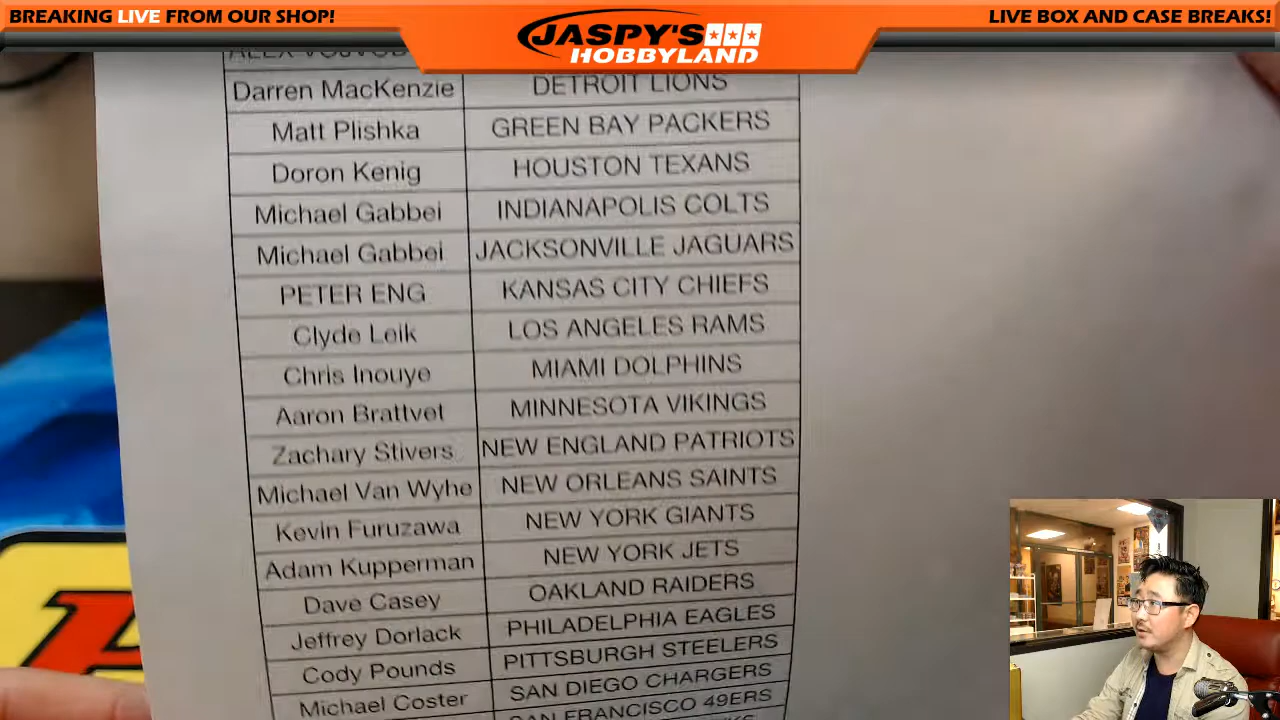 BREAKING LIVE FROM OUR SHOP!
JASPY'S
HOBBYLAND
LIVE BOX AND CASE BREAKS!
Darren MacKenzie DETROIT LIONS
Matt Plishka GREEN BAY PACKERS
Doron Kenig HOUSTON TEXANS
Michael Gabbei INDIANAPOLIS COLTS
Michael Gabbei JACKSONVILLE JAGUARS
PETER ENG KANSAS CITY CHIEFS
Clyde Leik LOS ANGELES RAMS
Chris Inouye MIAMI DOLPHINS
Aaron Brattvet MINNESOTA VIKINGS
Zachary Stivers NEW ENGLAND PATRIOTS
Michael Van Wyhe NEW ORLEANS SAINTS
Kevin Furuzawa NEW YORK GIANTS
Adam Kupperman NEW YORK JETS
Dave Casey OAKLAND RAIDERS
Jeffrey Dorlack PHILADELPHIA EAGLES
Cody Pounds PITTSBURGH STEELERS
Michael Coster SAN DIEGO CHARGERS
SAN FRANCISCO 49ERS